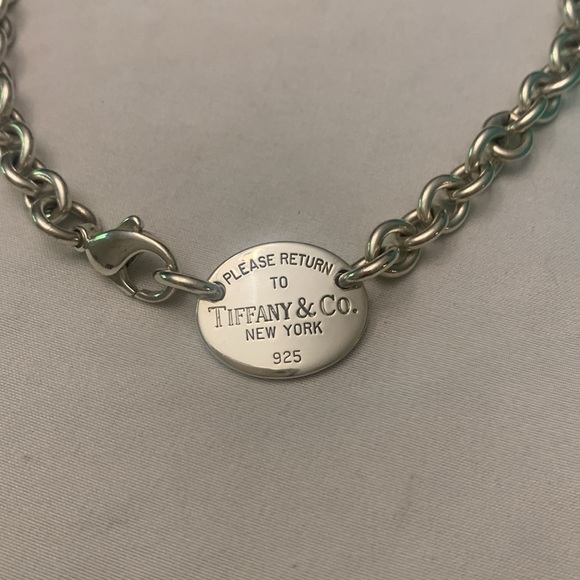 PLEASE RETURN
TO
TIFFANY & CO.
NEW YORK
925